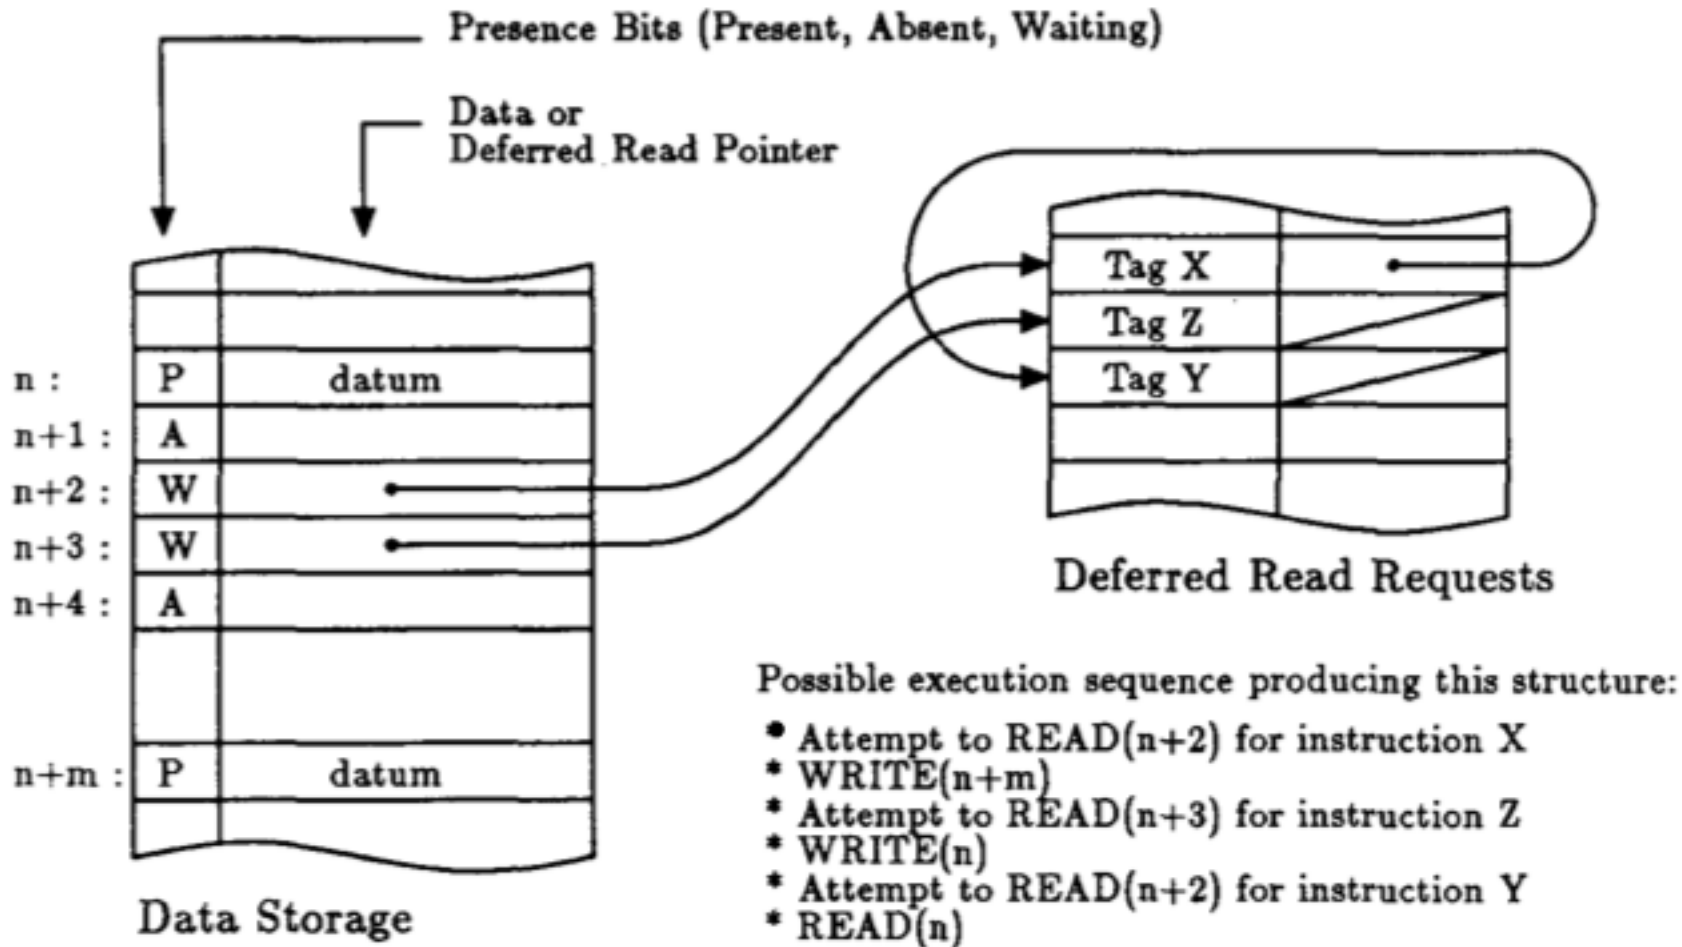 Presence Bits (Present, Absent, Waiting)
Data or
Deferred Read Pointer
n : P datum
n+1 : A
n+2 : W
n+3 : W
n+4 : A
n+m : P datum
Data Storage
Tag X
Tag Z
Tag Y
Deferred Read Requests
Possible execution sequence producing this structure:
• Attempt to READ(n+2) for instruction X
* WRITE(n+m)
* Attempt to READ(n+3) for instruction Z
* WRITE(n)
* Attempt to READ(n+2) for instruction Y
* READ(n)